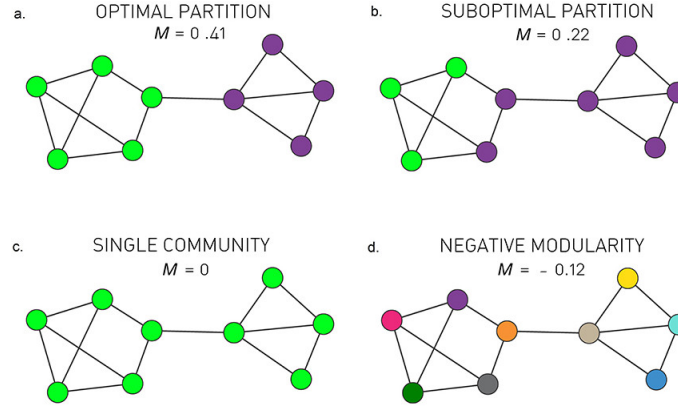 a.
OPTIMAL PARTITION
M = 0 .41
b.
SUBOPTIMAL PARTITION
M = 0 .22
c.
SINGLE COMMUNITY
M = 0
d.
NEGATIVE MODULARITY
M = - 0.12